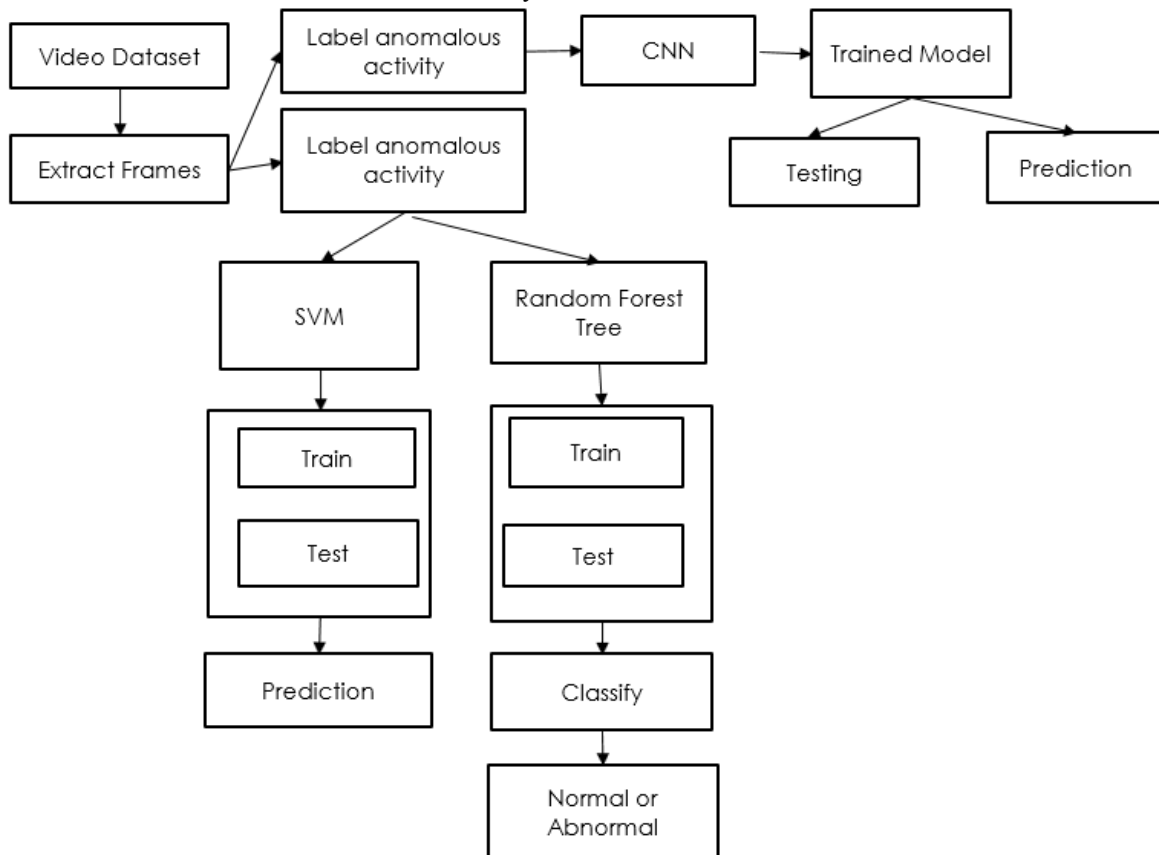 Video Dataset
Extract Frames
Label anomalous
activity
CNN
Trained Model
Label anomalous
activity
Testing
Prediction
SVM
Random Forest
Tree
Train
Test
Train
Test
Prediction
Classify
Normal or
Abnormal